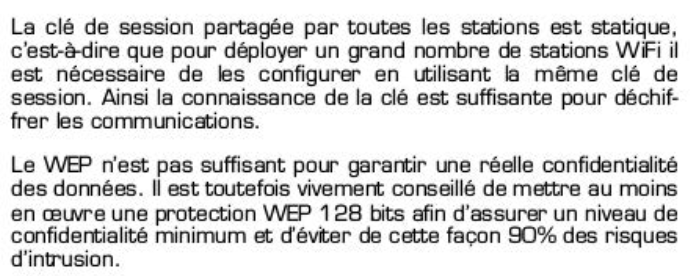 La clé de session partagée par toutes les stations est statique,
c'est-à-dire que pour déployer un grand nombre de stations WiFi il
est nécessaire de les configurer en utilisant la même clé de
session. Ainsi la connaissance de la clé est suffisante pour déchif-
frer les communications.
Le WEP n'est pas suffisant pour garantir une réelle confidentialité
des données. Il est toutefois vivement conseillé de mettre au moins
en œuvre une protection WEP 128 bits afin d'assurer un niveau de
confidentialité minimum et d'éviter de cette façon 90% des risques
d'intrusion.